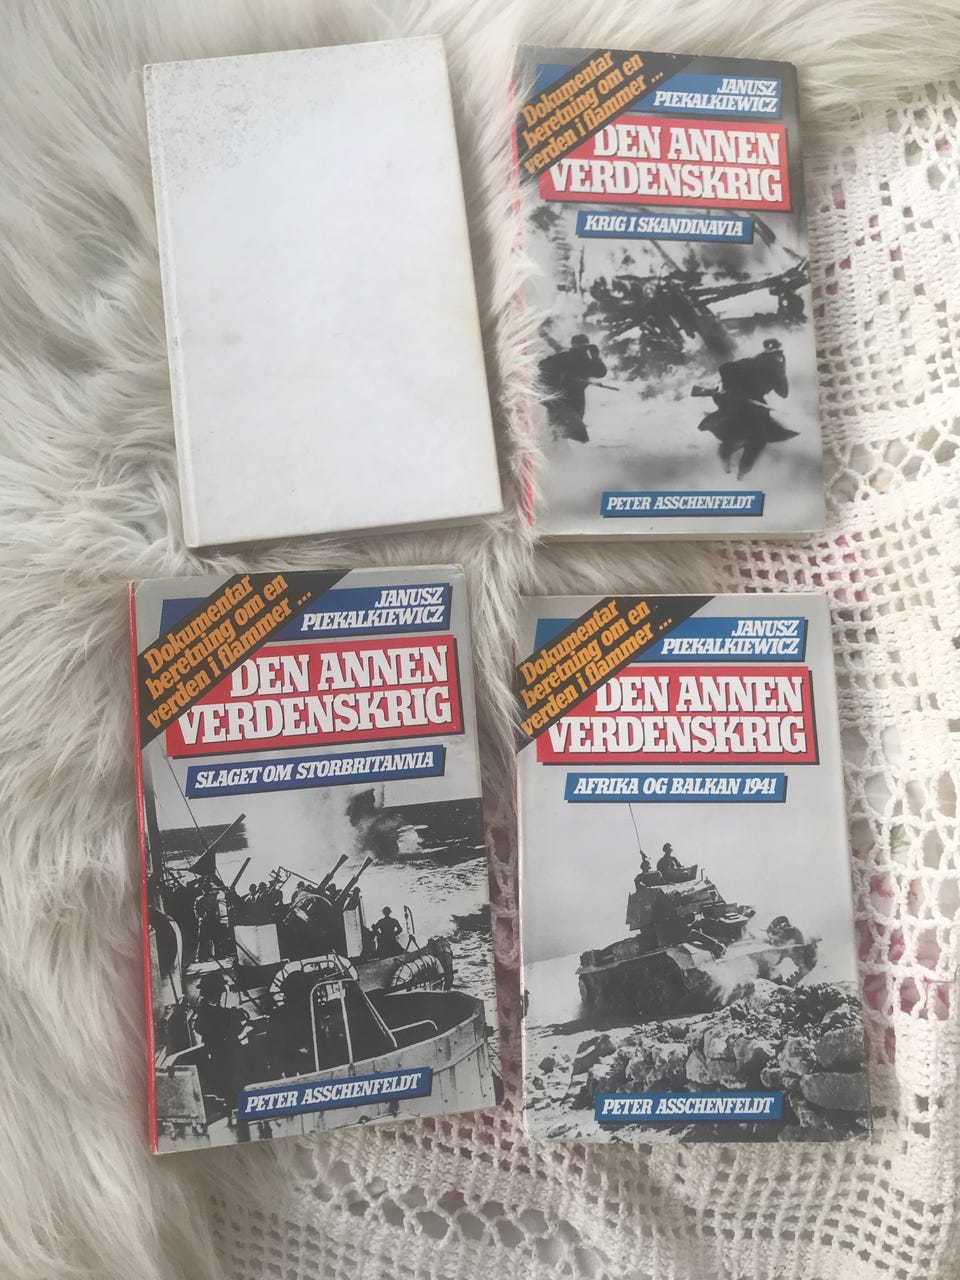 Dokumentar
beretning om en
verden i flammer ...
JANUSZ
PIEKALKIEWICZ
DEN ANNEN
VERDENSKRIG
KRIG I SKANDINAVIA
PETER ASSCHENFELDT
Dokumentar
beretning om en
verden i flammer ...
JANUSZ
PIEKALKIEWICZ
DEN ANNEN
VERDENSKRIG
SLAGET OM STORBRITANNIA
PETER ASSCHENFELDT
Dokumentar
beretning om en
verden i flammer ...
JANUSZ
PIEKALKIEWICZ
DEN ANNEN
VERDENSKRIG
AFRIKA OG BALKAN 1941
PETER ASSCHENFELDT